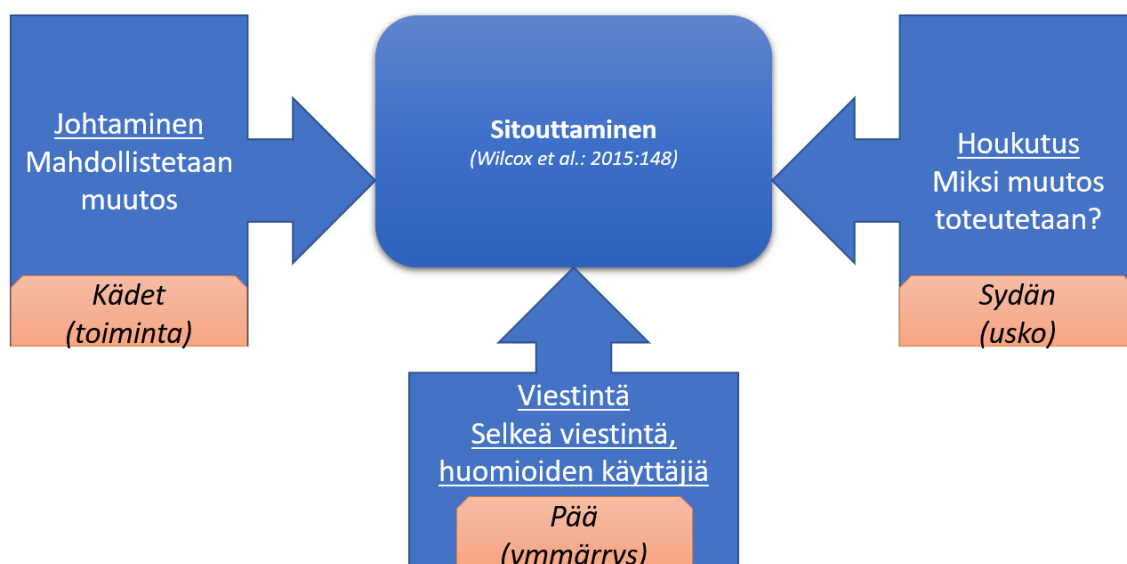 Johtaminen
Mahdollistetaan
muutos
Kädet
(toiminta)
Sitouttaminen
(Wilcox et al.: 2015:148)
Houkutus
Miksi muutos
toteutetaan?
Sydän
(usko)
Viestintä
Selkeä viestintä,
huomioiden käyttäjiä
Pää
(ymmärrys)